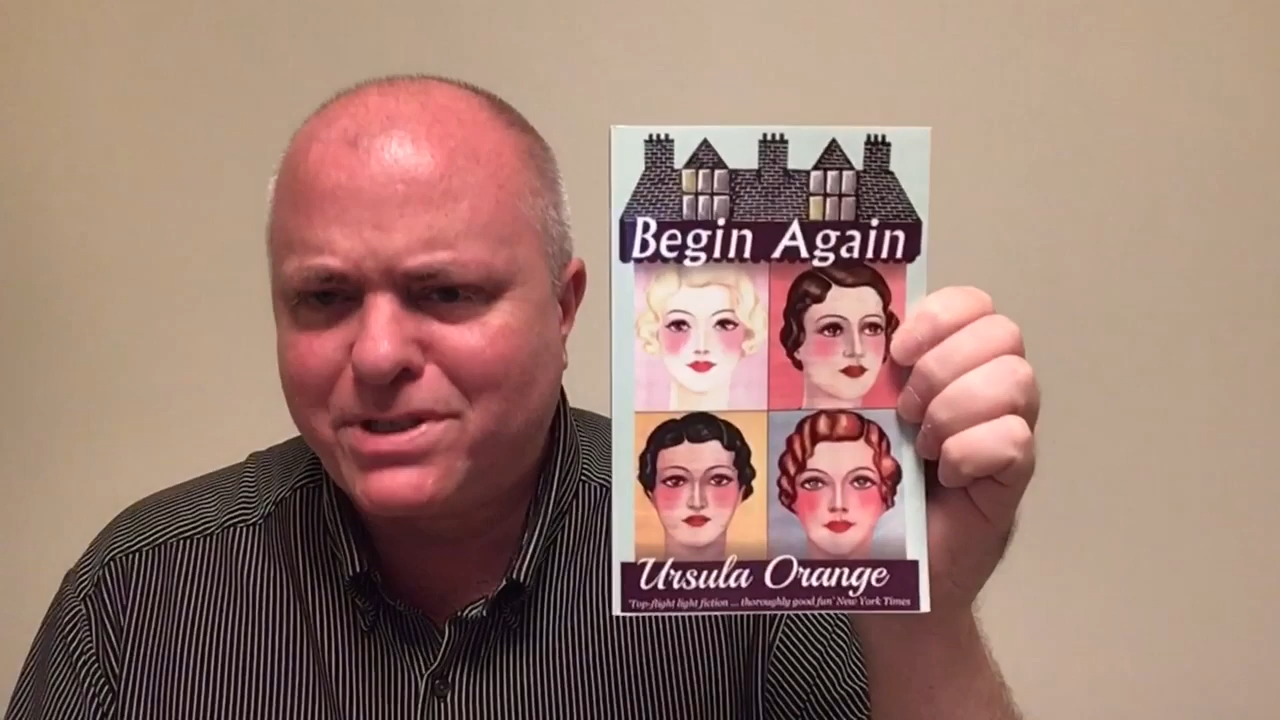 Begin Again
Ursula Orange
'Top-flight light fiction ... thoroughly good fun' New York Times